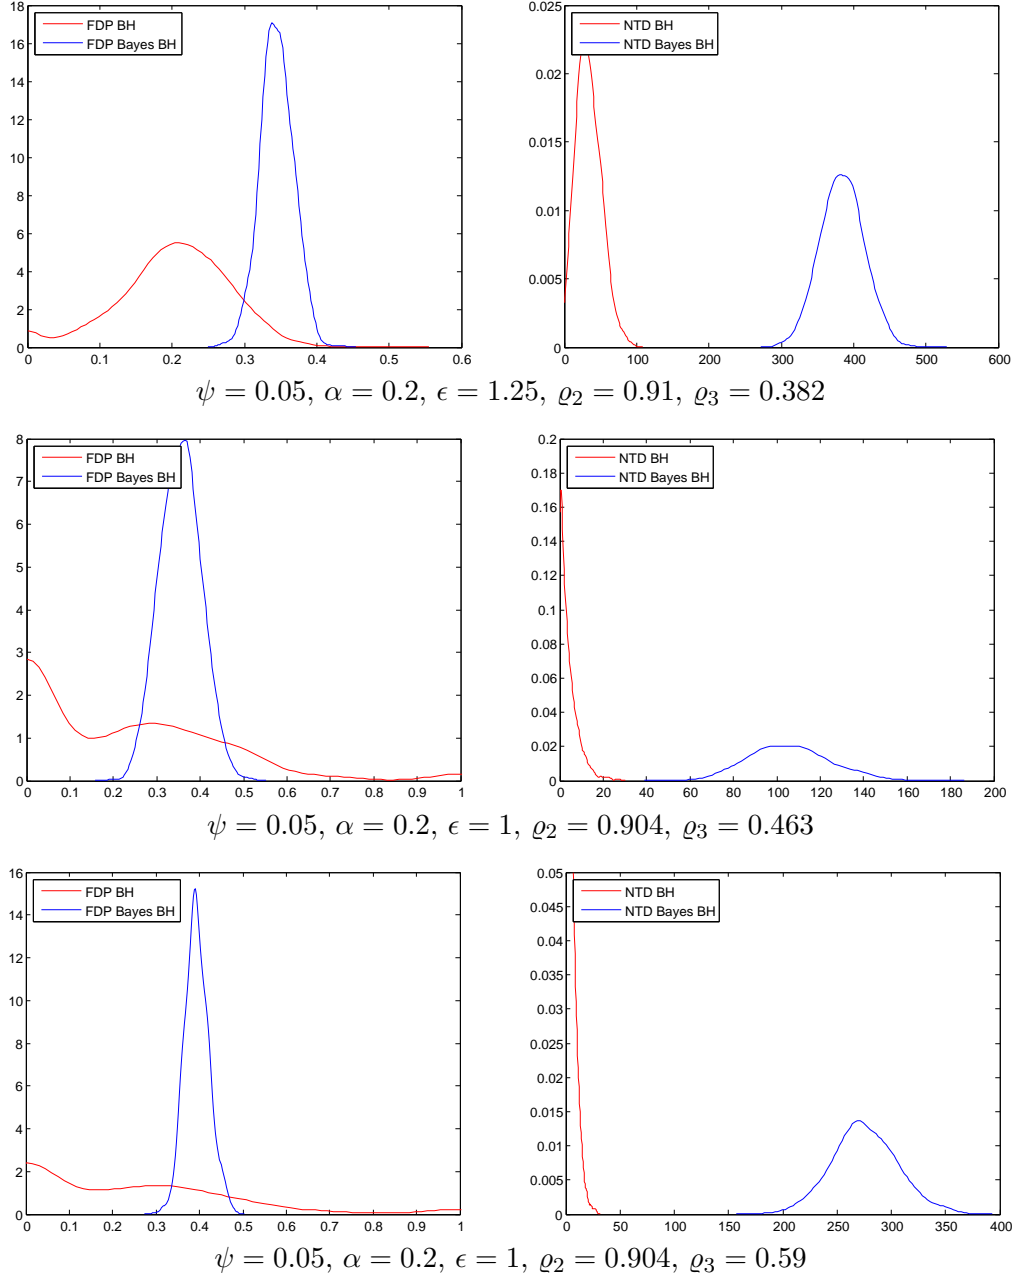 FDP BH
FDP Bayes BH
18
16
14
12
10
8
6
4
2
0
0 0.1 0.2 0.3 0.4 0.5 0.6
NTD BH
NTD Bayes BH
0.025
0.02
0.015
0.01
0.005
0
0 100 200 300 400 500 600
ψ = 0.05, α = 0.2, ϵ = 1.25, ϱ2 = 0.91, ϱ3 = 0.382
FDP BH
FDP Bayes BH
8
7
6
5
4
3
2
1
0
0 0.1 0.2 0.3 0.4 0.5 0.6 0.7 0.8 0.9 1
NTD BH
NTD Bayes BH
0.2
0.18
0.16
0.14
0.12
0.1
0.08
0.06
0.04
0.02
0
0 20 40 60 80 100 120 140 160 180 200
ψ = 0.05, α = 0.2, ϵ = 1, ϱ2 = 0.904, ϱ3 = 0.463
FDP BH
FDP Bayes BH
16
14
12
10
8
6
4
2
0
0 0.1 0.2 0.3 0.4 0.5 0.6 0.7 0.8 0.9 1
NTD BH
NTD Bayes BH
0.05
0.045
0.04
0.035
0.03
0.025
0.02
0.015
0.01
0.005
0
0 50 100 150 200 250 300 350 400
ψ = 0.05, α = 0.2, ϵ = 1, ϱ2 = 0.904, ϱ3 = 0.59